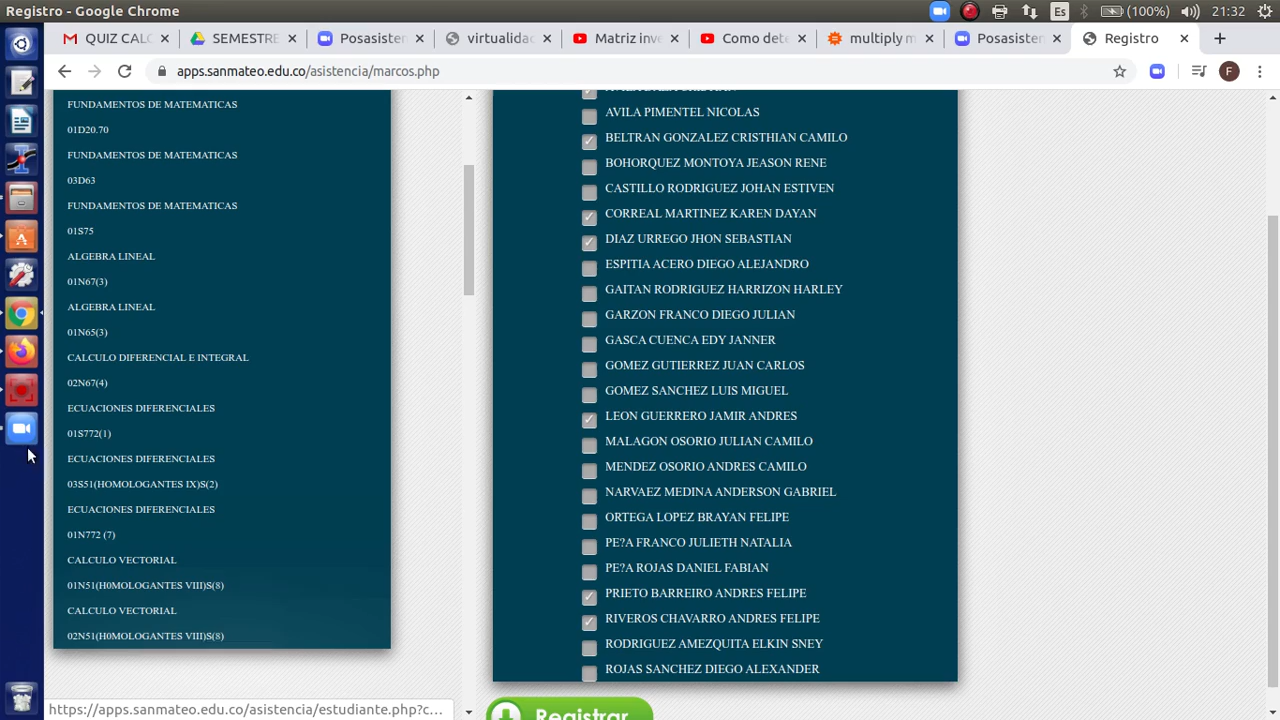 Registro - Google Chrome
Es
(100%)
21:32
QUIZ CALC
SEMESTRE
Posasisten
virtualidad
Matriz inve
Como dete
multiply m
Posasisten
Registro
apps.sanmateo.edu.co/asistencia/marcos.php
F
FUNDAMENTOS DE MATEMATICAS
01D20.70
FUNDAMENTOS DE MATEMATICAS
03D63
FUNDAMENTOS DE MATEMATICAS
01S75
ALGEBRA LINEAL
01N67(3)
ALGEBRA LINEAL
01N65(3)
CALCULO DIFERENCIAL E INTEGRAL
02N67(4)
ECUACIONES DIFERENCIALES
01S772(1)
ECUACIONES DIFERENCIALES
03S51(HOMOLOGANTES IX)S(2)
ECUACIONES DIFERENCIALES
01N772 (7)
CALCULO VECTORIAL
01N51(H0MOLOGANTES VIII)S(8)
CALCULO VECTORIAL
02N51(H0MOLOGANTES VIII)S(8)
AVILA PIMENTEL NICOLAS
BELTRAN GONZALEZ CRISTHIAN CAMILO
BOHORQUEZ MONTOYA JEASON RENE
CASTILLO RODRIGUEZ JOHAN ESTIVEN
CORREAL MARTINEZ KAREN DAYAN
DIAZ URREGO JHON SEBASTIAN
ESPITIA ACERO DIEGO ALEJANDRO
GAITAN RODRIGUEZ HARRIZON HARLEY
GARZON FRANCO DIEGO JULIAN
GASCA CUENCA EDY JANNER
GOMEZ GUTIERREZ JUAN CARLOS
GOMEZ SANCHEZ LUIS MIGUEL
LEON GUERRERO JAMIR ANDRES
MALAGON OSORIO JULIAN CAMILO
MENDEZ OSORIO ANDRES CAMILO
NARVAEZ MEDINA ANDERSON GABRIEL
ORTEGA LOPEZ BRAYAN FELIPE
PE?A FRANCO JULIETH NATALIA
PE?A ROJAS DANIEL FABIAN
PRIETO BARREIRO ANDRES FELIPE
RIVEROS CHAVARRO ANDRES FELIPE
RODRIGUEZ AMEZQUITA ELKIN SNEY
ROJAS SANCHEZ DIEGO ALEXANDER
Registrar
https://apps.sanmateo.edu.co/asistencia/estudiante.php?c...